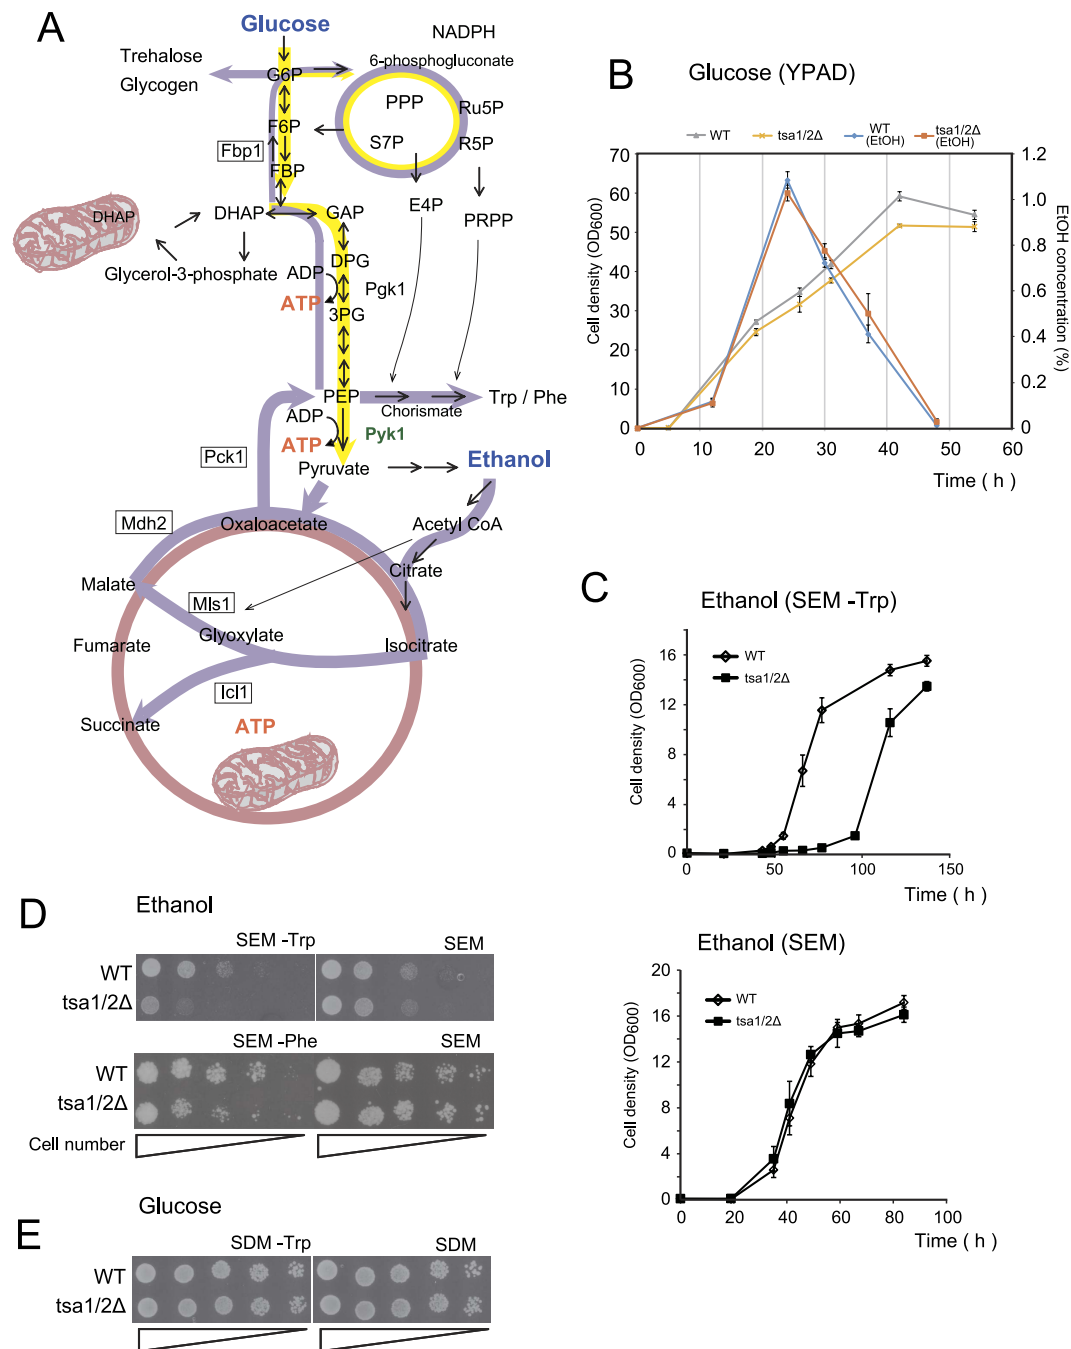 A
Glucose
NADPH
Trehalose
Glycogen
G6P
6-phosphogluconate
PPP
Ru5P
F6P
S7P
R5P
Fbp1
FBP
E4P
PRPP
DHAP
DHAP
GAP
Glycerol-3-phosphate
DPG
ADP
Pgk1
ATP
3PG
PEP
Chorismate
Trp / Phe
ADP
ATP
Pyk1
Pck1
Pyruvate
Ethanol
Mdh2
Oxaloacetate
Acetyl CoA
Citrate
Malate
Mls1
Fumarate
Glyoxylate
Isocitrate
Icl1
Succinate
ATP
B
Glucose (YPAD)
WT
tsa1/2Δ
WT
(EtOH)
tsa1/2Δ
(EtOH)
Cell density (OD600)
70
60
50
40
30
20
10
0
EtOH concentration (%)
1.2
1.0
0.8
0.6
0.4
0.2
0
0 10 20 30 40 50 60
Time ( h )
C
Ethanol (SEM -Trp)
WT
tsa1/2Δ
Cell density (OD600)
16
12
8
4
0
0 50 100 150
Time ( h )
Ethanol (SEM)
WT
tsa1/2Δ
Cell density (OD600)
20
16
12
8
4
0
0 20 40 60 80 100
Time ( h )
D
Ethanol
SEM -Trp SEM
WT
tsa1/2Δ
SEM -Phe SEM
WT
tsa1/2Δ
Cell number
E
Glucose
SDM -Trp SDM
WT
tsa1/2Δ